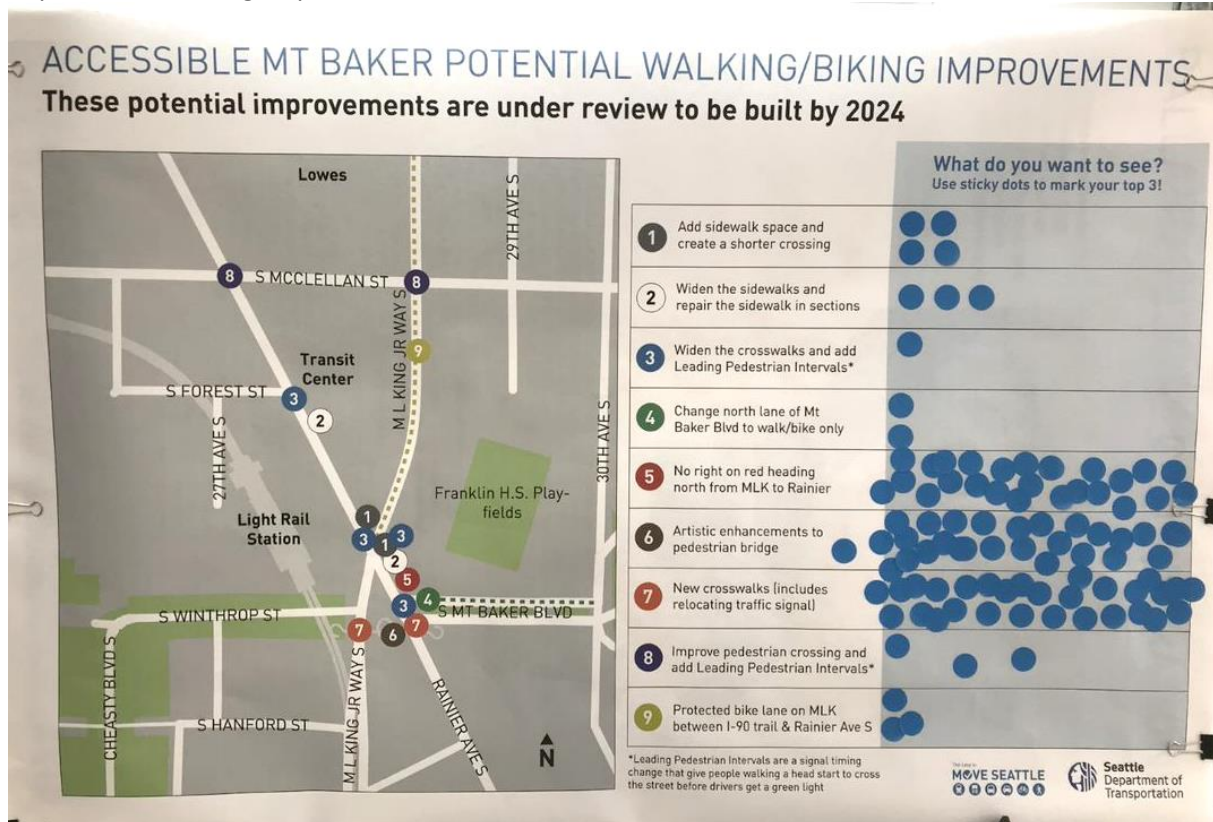 ACCESSIBLE MT BAKER POTENTIAL WALKING/BIKING IMPROVEMENTS
These potential improvements are under review to be built by 2024
Lowes
29TH AVE S
8
S MCCLELLAN ST
8
M L KING JR WAY S
9
Transit
Center
S FOREST ST
3
2
27TH AVE S
30TH AVE S
Franklin H.S. Play-
fields
Light Rail
Station
1
3
1
3
2
5
4
3
S WINTHROP ST
S MT BAKER BLVD
7
6
7
CHEASTY BLVD S
S HANFORD ST
M L KING JR WAY S
RAINIER AVE S
N
What do you want to see?
Use sticky dots to mark your top 3!
1
Add sidewalk space and
create a shorter crossing
2
Widen the sidewalks and
repair the sidewalk in sections
3
Widen the crosswalks and add
Leading Pedestrian Intervals*
4
Change north lane of Mt
Baker Blvd to walk/bike only
5
No right on red heading
north from MLK to Rainier
6
Artistic enhancements to
pedestrian bridge
7
New crosswalks (includes
relocating traffic signal)
8
Improve pedestrian crossing and
add Leading Pedestrian Intervals*
9
Protected bike lane on MLK
between I-90 trail & Rainier Ave S
*Leading Pedestrian Intervals are a signal timing
change that give people walking a head start to cross
the street before drivers get a green light
MOVE SEATTLE
Seattle
Department of
Transportation